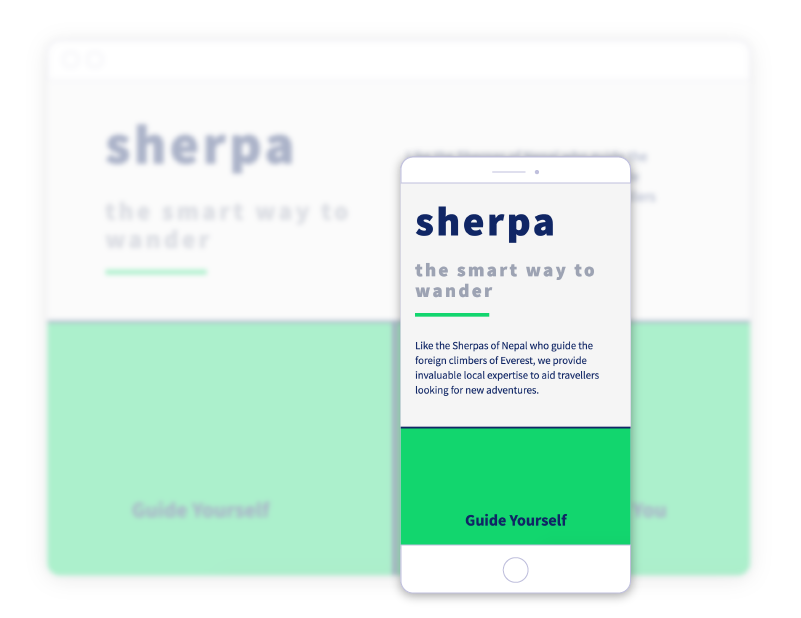 sherpa
the smart way to
wander
Guide Yourself
You
sherpa
the smart way to
wander
Like the Sherpas of Nepal who guide the
foreign climbers of Everest, we provide
invaluable local expertise to aid travellers
looking for new adventures.
Guide Yourself